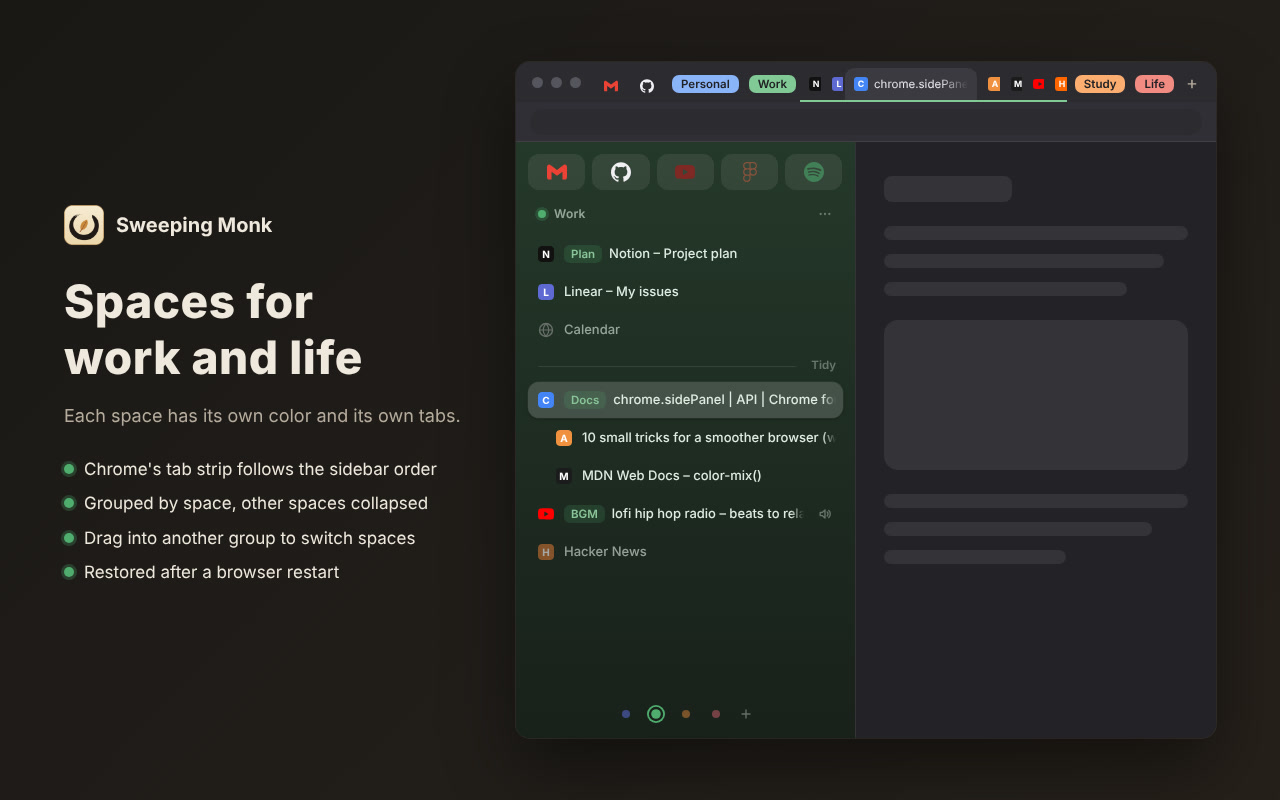 Sweeping Monk
Spaces for
work and life
Each space has its own color and its own tabs.
Chrome's tab strip follows the sidebar order
Grouped by space, other spaces collapsed
Drag into another group to switch spaces
Restored after a browser restart
Personal Work N L C chrome.sidePane A M H Study Life +
Work ...
N Plan Notion – Project plan
L Linear – My issues
Calendar
Tidy
C Docs chrome.sidePanel | API | Chrome fo
A 10 small tricks for a smoother browser (w
M MDN Web Docs – color-mix()
BGM lofi hip hop radio – beats to rela
H Hacker News
+